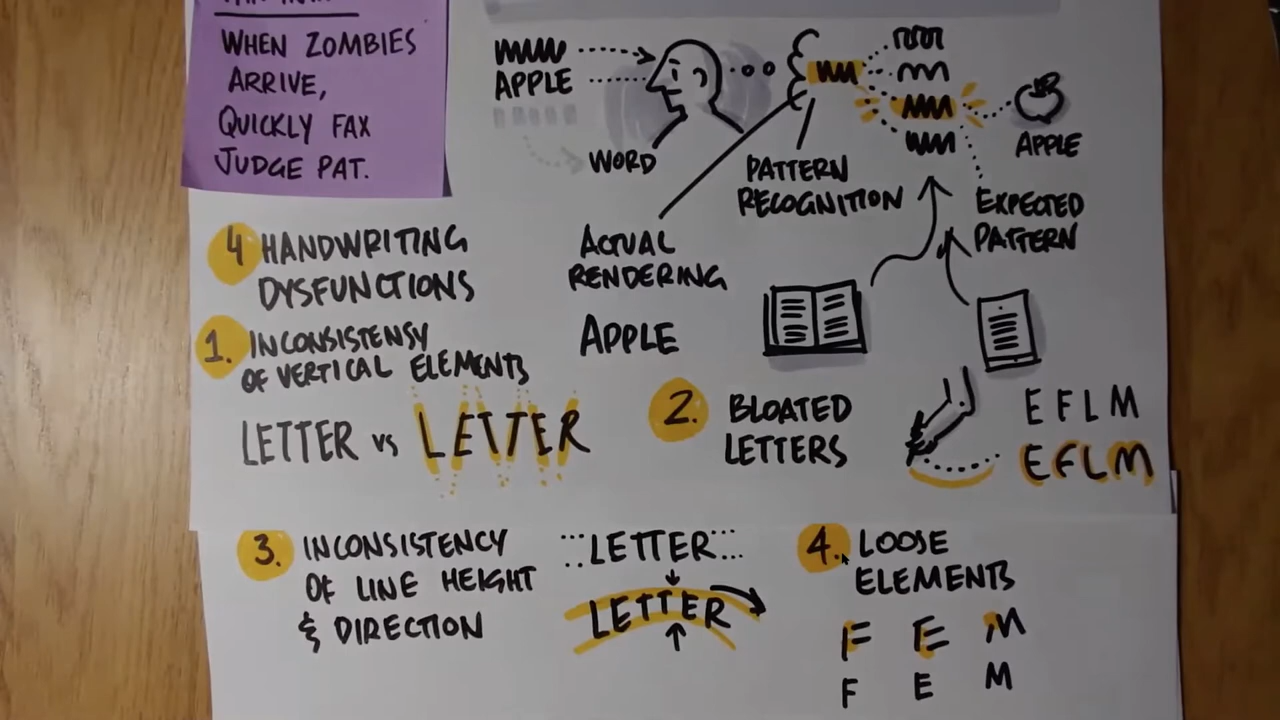 WHEN ZOMBIES
ARRIVE,
QUICKLY FAX
JUDGE PAT.
APPLE
WORD
PATTERN
RECOGNITION
APPLE
EXPECTED
PATTERN
ACTUAL
RENDERING
APPLE
4 HANDWRITING
DYSFUNCTIONS
1. INCONSISTENSY
OF VERTICAL ELEMENTS
LETTER VS LETTER
2. BLOATED
LETTERS
E F L M
E F L M
3. INCONSISTENCY
OF LINE HEIGHT
& DIRECTION
LETTER
LETTER
4. LOOSE
ELEMENTS
F E M
F E M